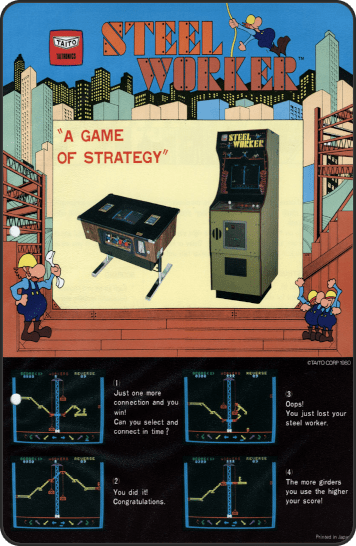 TAITO
STEEL
WORKER™
"A GAME
OF STRATEGY"
STEEL
WORKER
©TAITO CORP 1980
(1)
Just one more
connection and you
win!
Can you select and
connect in time?
(2)
You did it!
Congratulations.
(3)
Oops!
You just lost your
steel worker.
(4)
The more girders
you use the higher
your score!
Printed in Japan